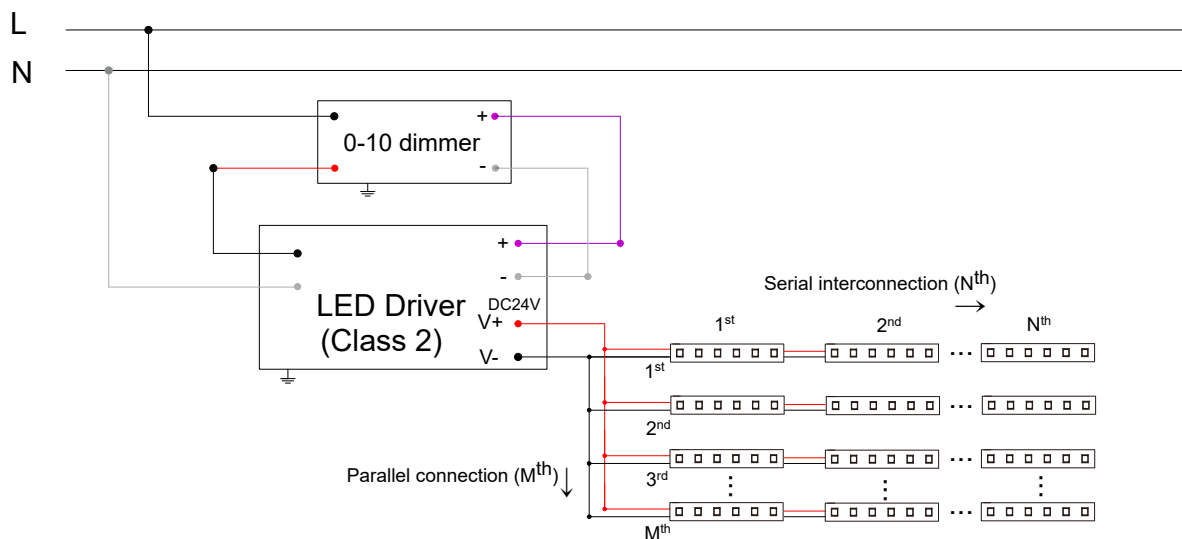 L
N
+
0-10 dimmer
-
+
-
LED Driver
(Class 2)
DC24V
V+
V-
Serial interconnection (Nth)
1st
2nd
Nth
1st
2nd
3rd
Mth
Parallel connection (Mth)